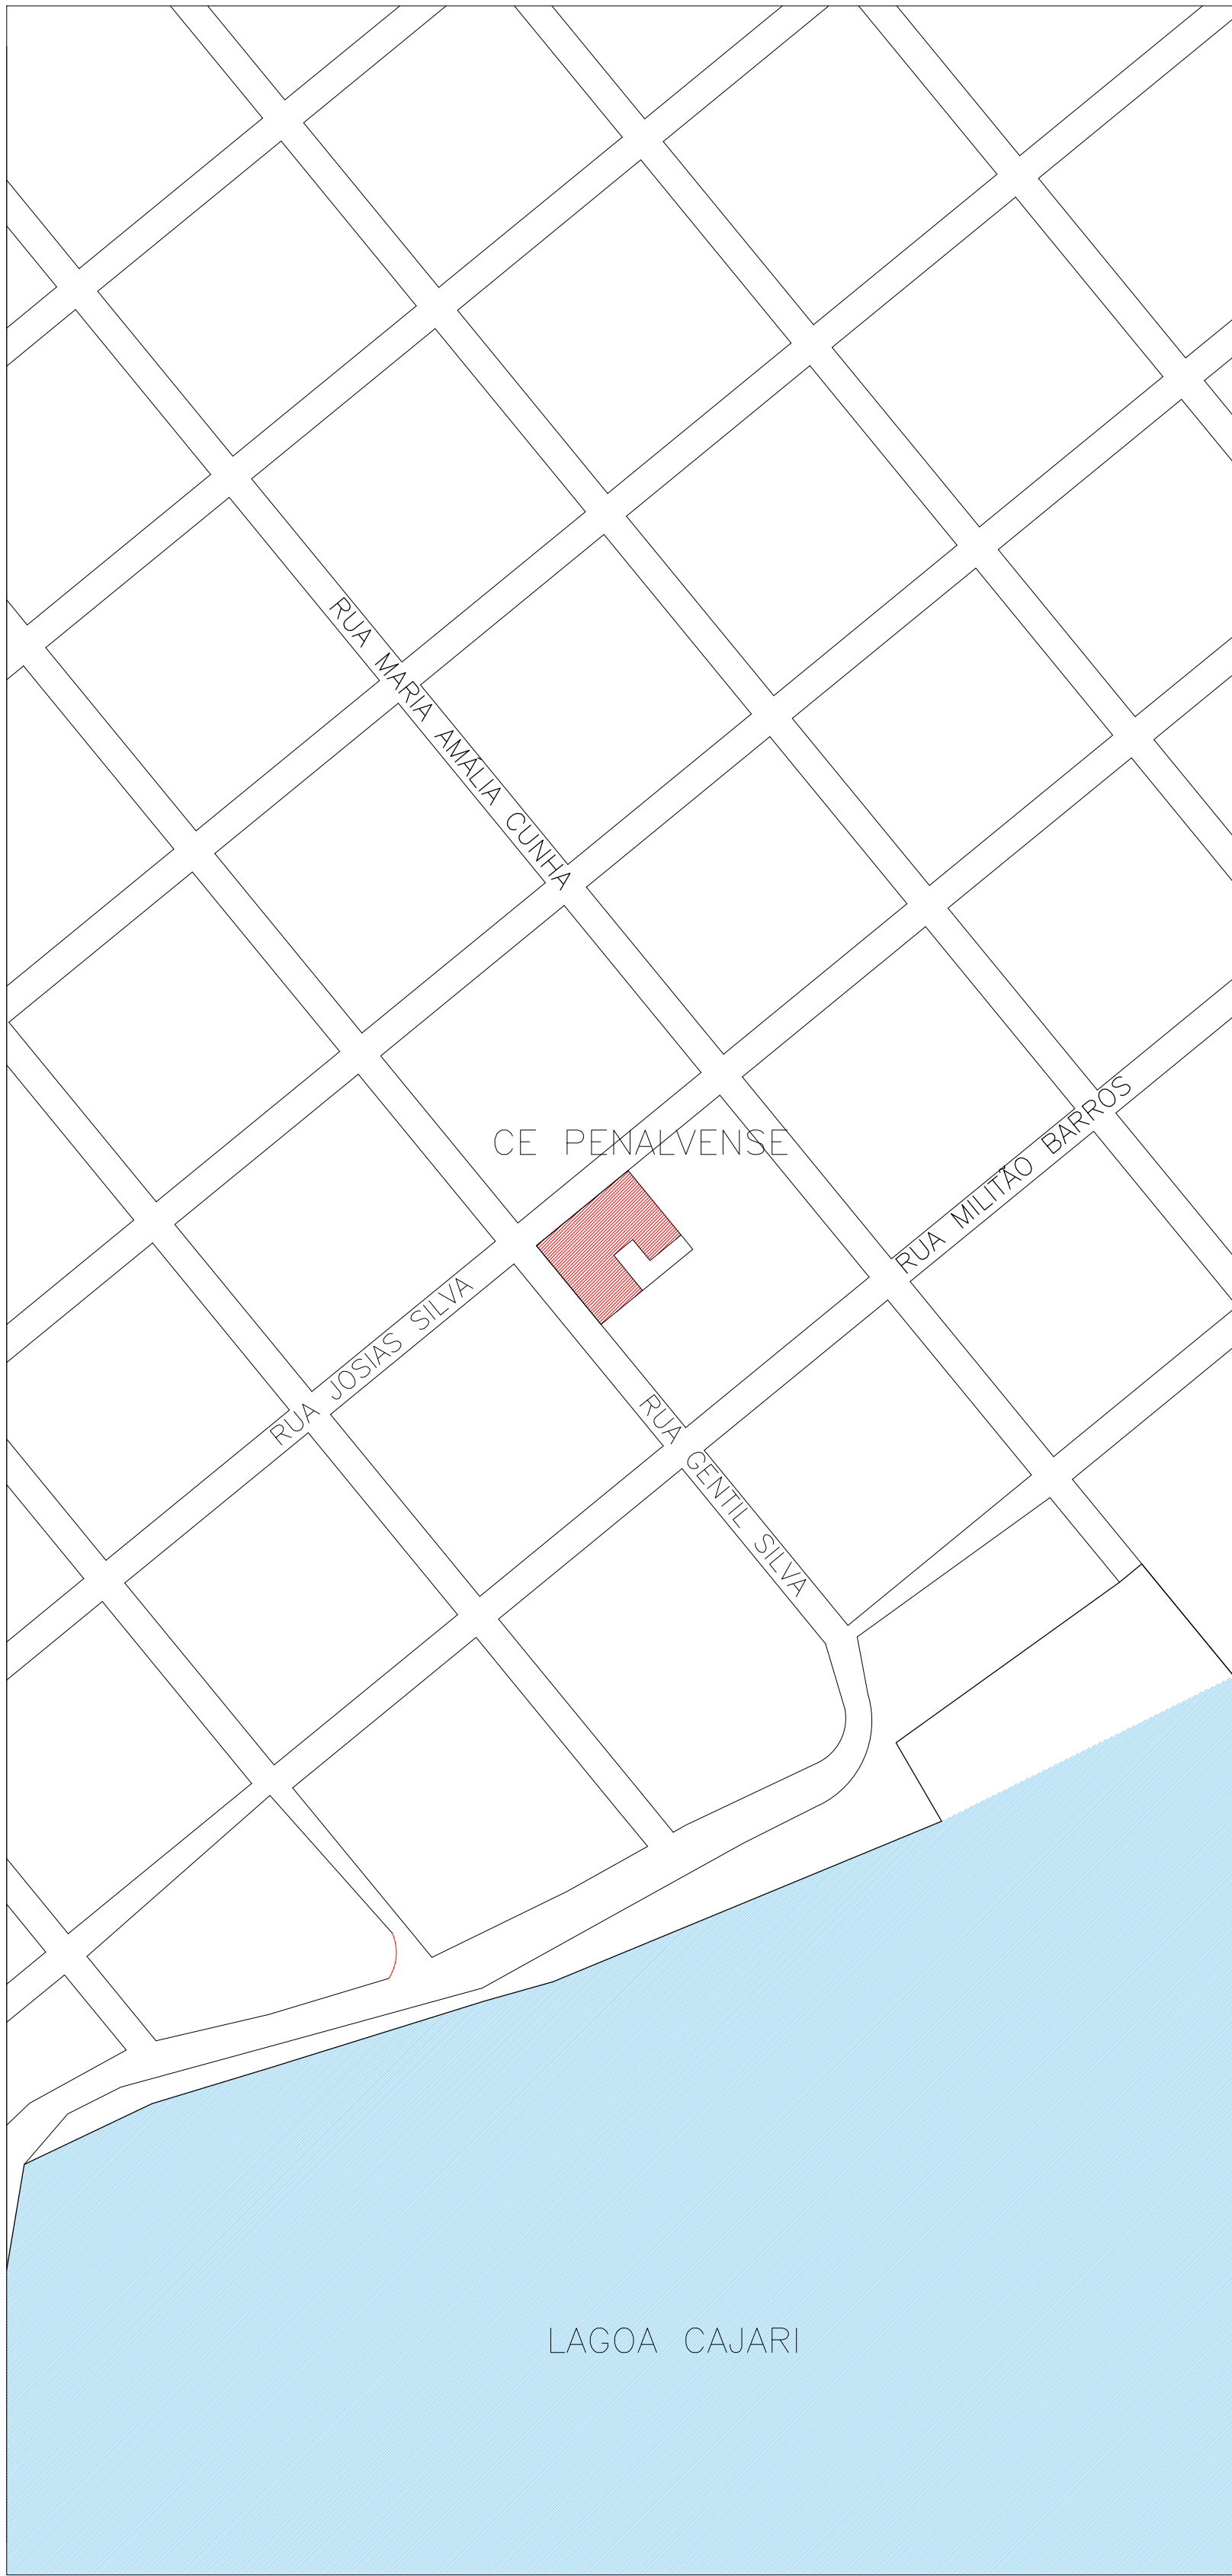 RUA MARIA AMÁLIA CUNHA
CE PENALVENSE
RUA MILITÃO BARROS
RUA JOSIAS SILVA
RUA GENTIL SILVA
LAGOA CAJARI